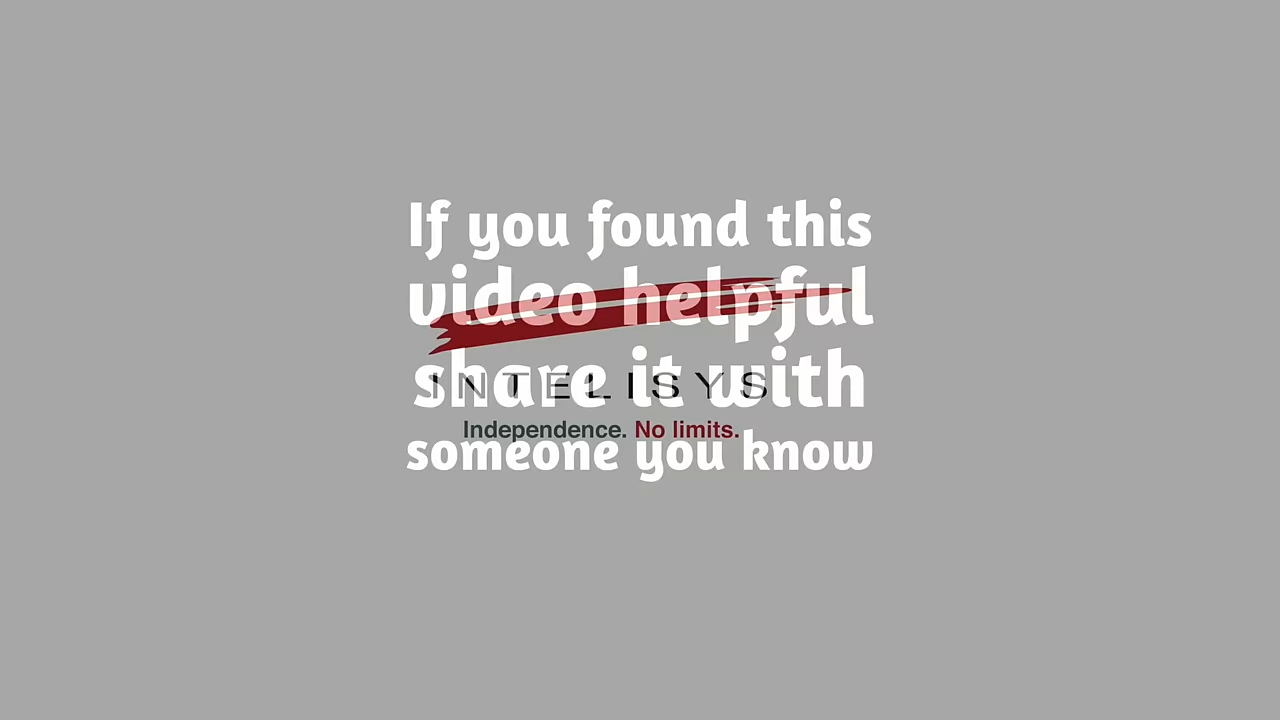 If you found this
video helpful
share it with
INTELISYS
Independence. No limits.
someone you know